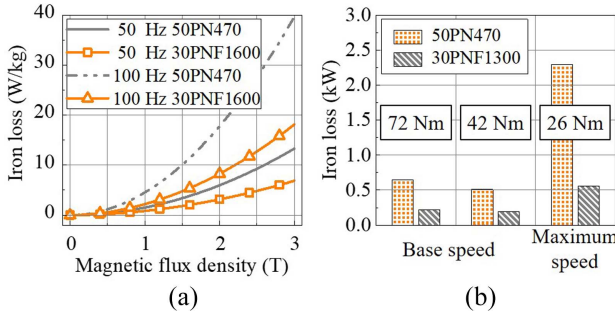 50 Hz 50PN470
50 Hz 30PNF1600
100 Hz 50PN470
100 Hz 30PNF1600
Iron loss (W/kg)
40
30
20
10
0
0 1 2 3
Magnetic flux density (T)
(a)
50PN470
30PNF1300
Iron loss (kW)
3.0
2.5
2.0
1.5
1.0
0.5
0.0
72 Nm 42 Nm 26 Nm
Base speed
Maximum
speed
(b)